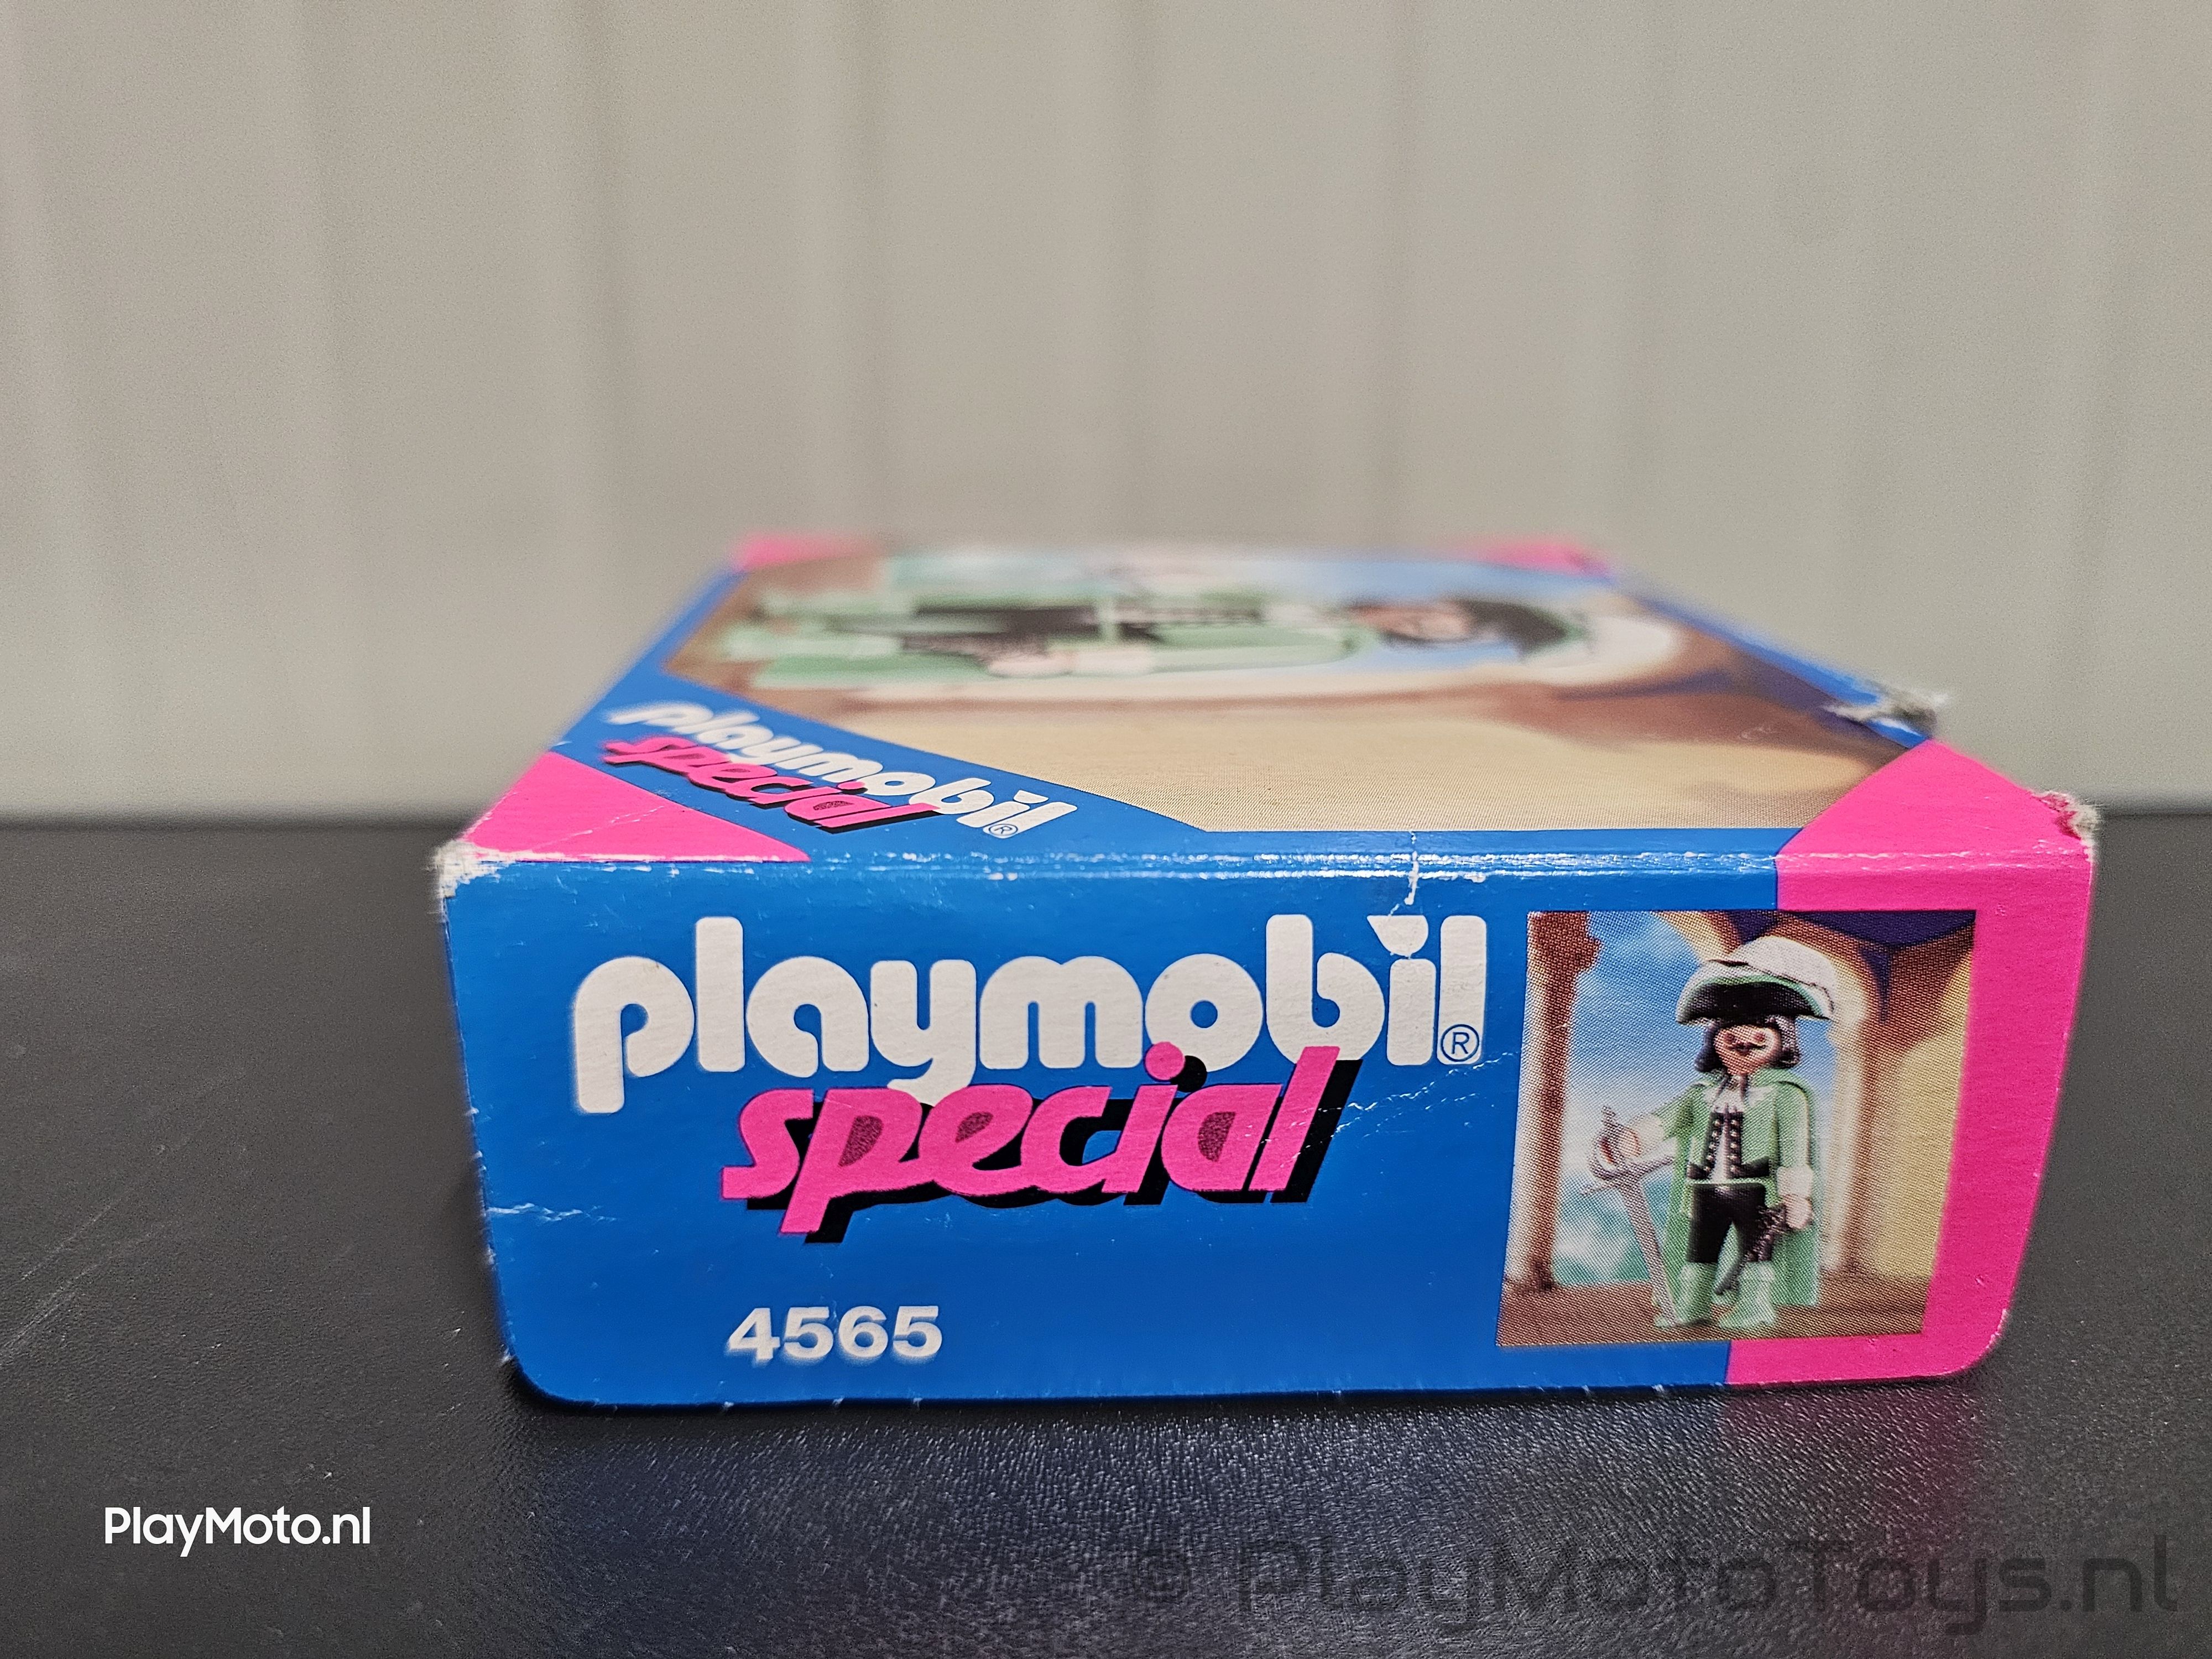 playmobil®
special
playmobil®
special
4565
PlayMoto.nl
© PlayMotoToys.nl